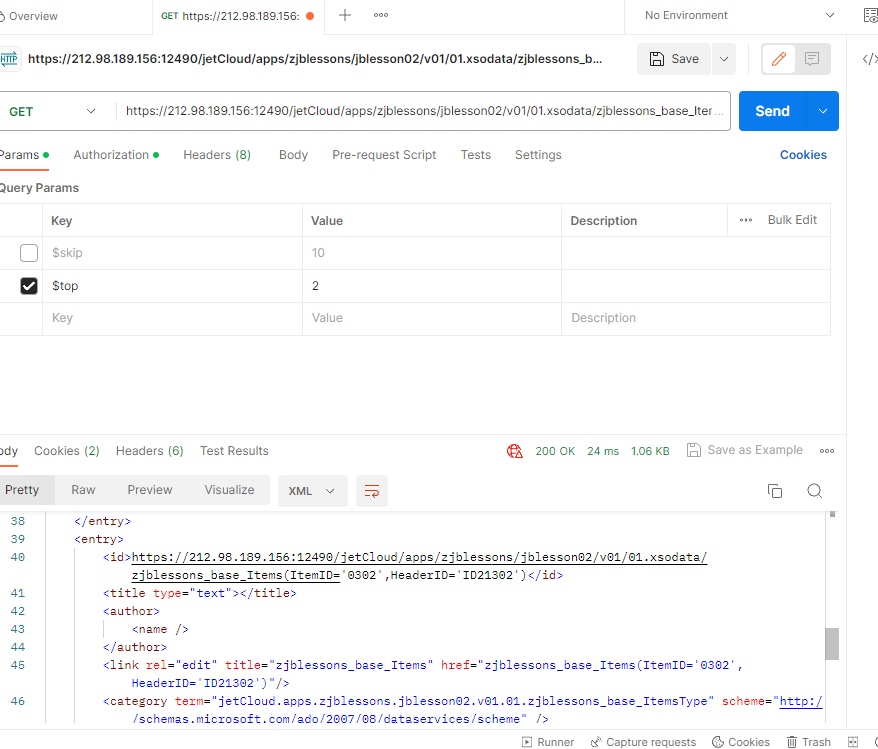 Overview
GET https://212.98.189.156:
No Environment
HTTP
https://212.98.189.156:12490/jetCloud/apps/zjblessons/jblesson02/v01/01.xsodata/zjblessons_b...
Save
GET
https://212.98.189.156:12490/jetCloud/apps/zjblessons/jblesson02/v01/01.xsodata/zjblessons_base_Iter...
Send
Params
Authorization
Headers (8)
Body
Pre-request Script
Tests
Settings
Cookies
Query Params
Key
Value
Description
Bulk Edit
$skip
10
$top
2
Key
Value
Description
ody
Cookies (2)
Headers (6)
Test Results
200 OK
24 ms
1.06 KB
Save as Example
Pretty
Raw
Preview
Visualize
XML
38 </entry>
39 <entry>
40 <id>https://212.98.189.156:12490/jetCloud/apps/zjblessons/jblesson02/v01/01.xsodata/
zjblessons_base_Items(ItemID='0302',HeaderID='ID21302')</id>
41 <title type="text"></title>
42 <author>
43 <name />
44 </author>
45 <link rel="edit" title="zjblessons_base_Items" href="zjblessons_base_Items(ItemID='0302',
HeaderID='ID21302')"/>
46 <category term="jetCloud.apps.zjblessons.jblesson02.v01.01.zjblessons_base_ItemsType" scheme="http:/
/schemas.microsoft.com/ado/2007/08/dataservices/scheme" />
Runner
Capture requests
Cookies
Trash